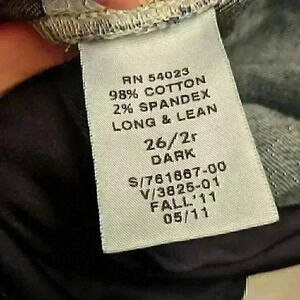 RN 54023
98% COTTON
2% SPANDEX
LONG & LEAN
26/2r
DARK
S/761867-00
V/3825-01
FALL'11
05/11